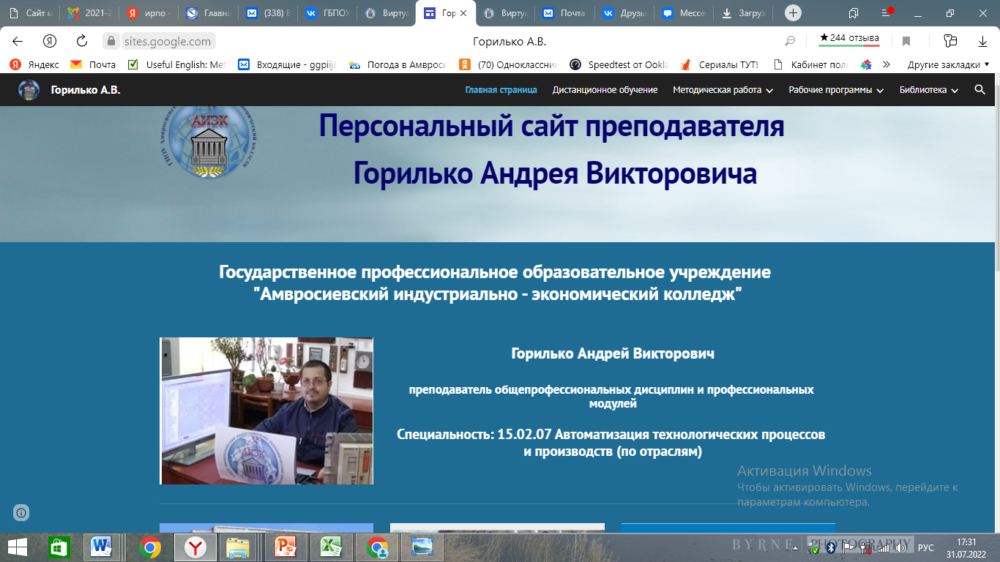 Сайт м
2021-2
ирпо –
Главна
(338) В
ГБПОУ
Виртуа
Гор
Виртуа
Почта
Друзья
Мессе
Загруз
sites.google.com
Горилько А.В.
★244 отзыва
Яндекс
Почта
Useful English: Met
Входящие - ggpiij8
Погода в Амвроси
(70) Одноклассник
Speedtest от Ookla
Сериалы ТУТ!
Кабинет поль
Другие закладки
Горилько А.В.
Главная страница
Дистанционное обучение
Методическая работа
Рабочие программы
Библиотека
АИЭК
Персональный сайт преподавателя
Горилько Андрея Викторовича
Государственное профессиональное образовательное учреждение
"Амвросиевский индустриально - экономический колледж"
АИЭК
Горилько Андрей Викторович
преподаватель общепрофессиональных дисциплин и профессиональных
модулей
Специальность: 15.02.07 Автоматизация технологических процессов
и производств (по отраслям)
Активация Windows
Чтобы активировать Windows, перейдите к
параметрам компьютера.
BYRNE PHOTOGRAPHY
РУС
17:31
31.07.2022